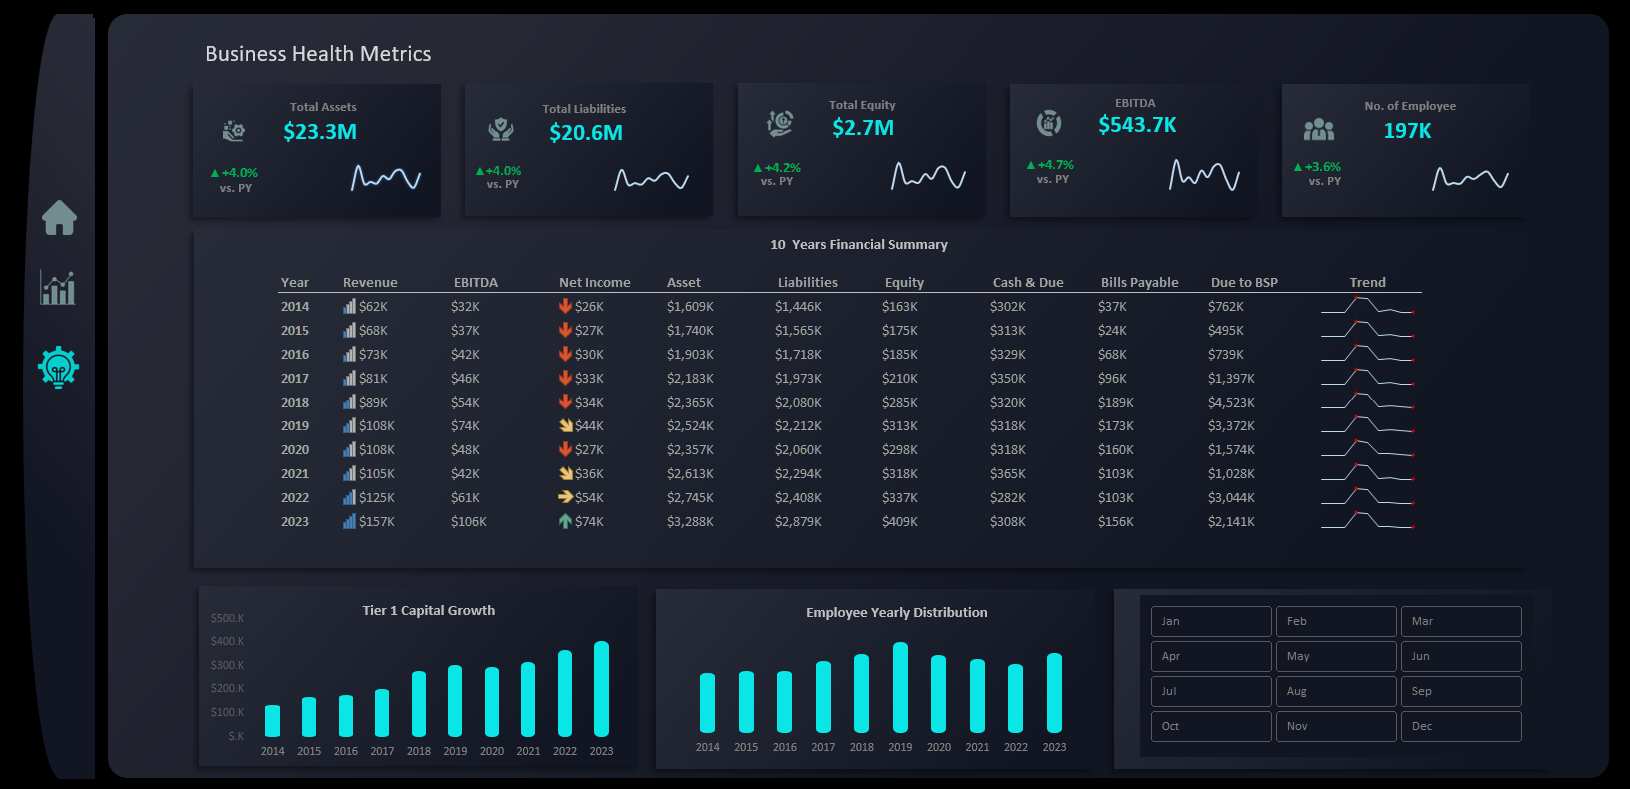 Business Health Metrics
Total Assets
$23.3M
▲+4.0%
vs. PY
Total Liabilities
$20.6M
▲+4.0%
vs. PY
Total Equity
$2.7M
▲+4.2%
vs. PY
EBITDA
$543.7K
▲+4.7%
vs. PY
No. of Employee
197K
▲+3.6%
vs. PY
10 Years Financial Summary
Year Revenue EBITDA Net Income Asset Liabilities Equity Cash & Due Bills Payable Due to BSP Trend
2014 $62K $32K $26K $1,609K $1,446K $163K $302K $37K $762K
2015 $68K $37K $27K $1,740K $1,565K $175K $313K $24K $495K
2016 $73K $42K $30K $1,903K $1,718K $185K $329K $68K $739K
2017 $81K $46K $33K $2,183K $1,973K $210K $350K $96K $1,397K
2018 $89K $54K $34K $2,365K $2,080K $285K $320K $189K $4,523K
2019 $108K $74K $44K $2,524K $2,212K $313K $318K $173K $3,372K
2020 $108K $48K $27K $2,357K $2,060K $298K $318K $160K $1,574K
2021 $105K $42K $36K $2,613K $2,294K $318K $365K $103K $1,028K
2022 $125K $61K $54K $2,745K $2,408K $337K $282K $103K $3,044K
2023 $157K $106K $74K $3,288K $2,879K $409K $308K $156K $2,141K
Tier 1 Capital Growth
$500.K
$400.K
$300.K
$200.K
$100.K
$.K
2014 2015 2016 2017 2018 2019 2020 2021 2022 2023
Employee Yearly Distribution
2014 2015 2016 2017 2018 2019 2020 2021 2022 2023
Jan Feb Mar
Apr May Jun
Jul Aug Sep
Oct Nov Dec